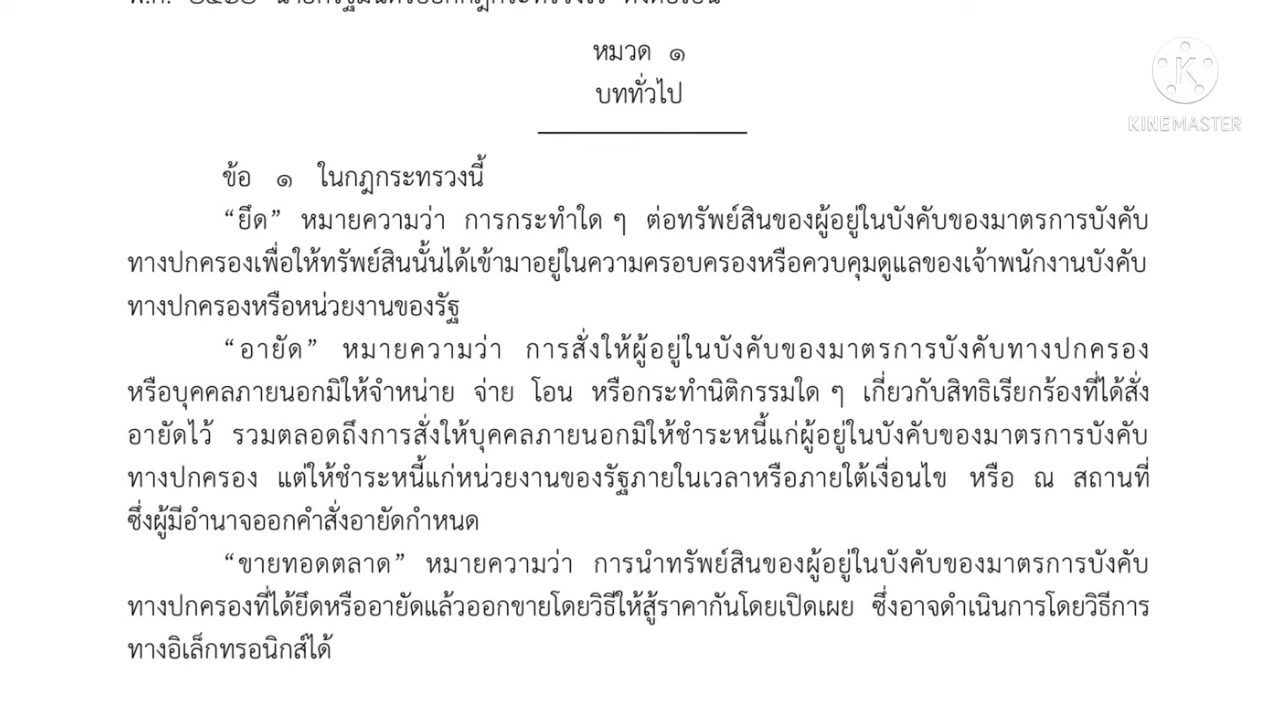 หมวด ๑
บททั่วไป
ข้อ ๑ ในกฎกระทรวงนี้
“ยึด” หมายความว่า การกระทำใด ๆ ต่อทรัพย์สินของผู้อยู่ในบังคับของมาตรการบังคับ
ทางปกครองเพื่อให้ทรัพย์สินนั้นได้เข้ามาอยู่ในความครอบครองหรือควบคุมดูแลของเจ้าพนักงานบังคับ
ทางปกครองหรือหน่วยงานของรัฐ
“อายัด” หมายความว่า การสั่งให้ผู้อยู่ในบังคับของมาตรการบังคับทางปกครอง
หรือบุคคลภายนอกมิให้จำหน่าย จ่าย โอน หรือกระทำนิติกรรมใด ๆ เกี่ยวกับสิทธิเรียกร้องที่ได้สั่ง
อายัดไว้ รวมตลอดถึงการสั่งให้บุคคลภายนอกมิให้ชำระหนี้แก่ผู้อยู่ในบังคับของมาตรการบังคับ
ทางปกครอง แต่ให้ชำระหนี้แก่หน่วยงานของรัฐภายในเวลาหรือภายใต้เงื่อนไข หรือ ณ สถานที่
ซึ่งผู้มีอำนาจออกคำสั่งอายัดกำหนด
“ขายทอดตลาด” หมายความว่า การนำทรัพย์สินของผู้อยู่ในบังคับของมาตรการบังคับ
ทางปกครองที่ได้ยึดหรืออายัดแล้วออกขายโดยวิธีให้สู้ราคากันโดยเปิดเผย ซึ่งอาจดำเนินการโดยวิธีการ
ทางอิเล็กทรอนิกส์ได้
K
KINEMASTER